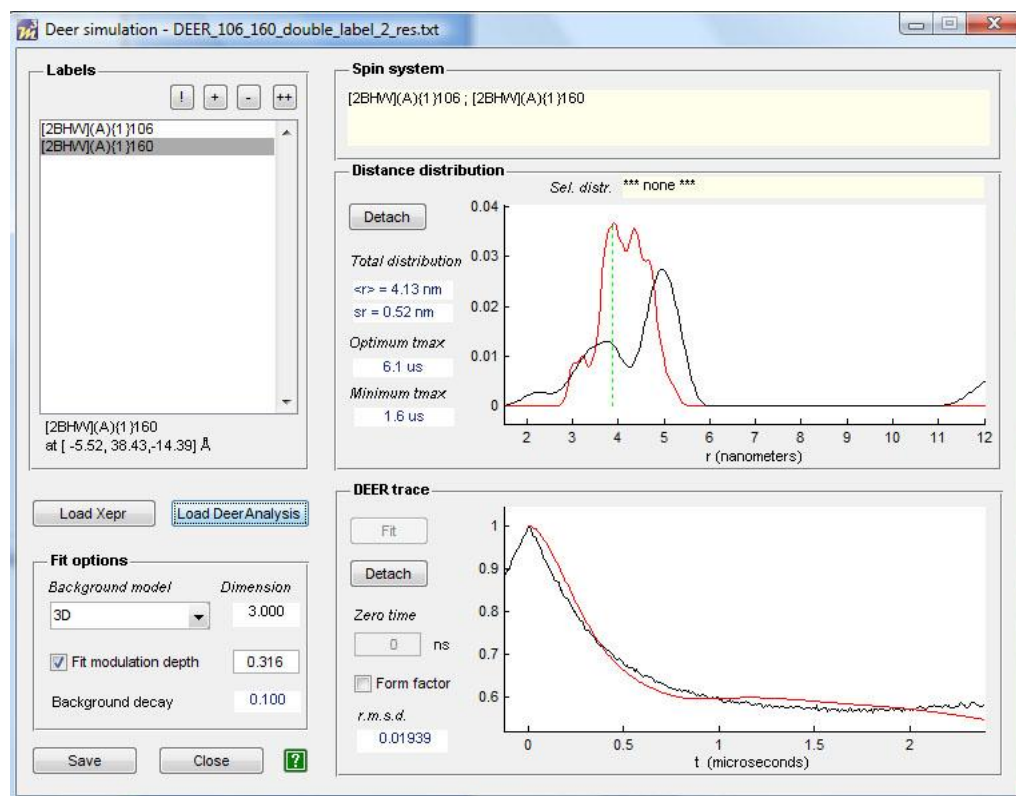 Deer simulation - DEER_106_160_double_label_2_res.txt
Labels
! + - ++
[2BHW](A){1}106
[2BHW](A){1}160
[2BHW](A){1}160
at [ -5.52, 38.43,-14.39] Å
Load Xepr
Load DeerAnalysis
Fit options
Background model Dimension
3D 3.000
Fit modulation depth 0.316
Background decay 0.100
Save Close ?
Spin system
[2BHW](A){1}106 ; [2BHW](A){1}160
Distance distribution
Sel. distr. *** none ***
Detach
Total distribution
<r> = 4.13 nm
sr = 0.52 nm
Optimum tmax
6.1 us
Minimum tmax
1.6 us
0.04
0.03
0.02
0.01
0
2 3 4 5 6 7 8 9 10 11 12
r (nanometers)
DEER trace
Fit
Detach
Zero time
0 ns
Form factor
r.m.s.d.
0.01939
1
0.9
0.8
0.7
0.6
0 0.5 1 1.5 2
t (microseconds)